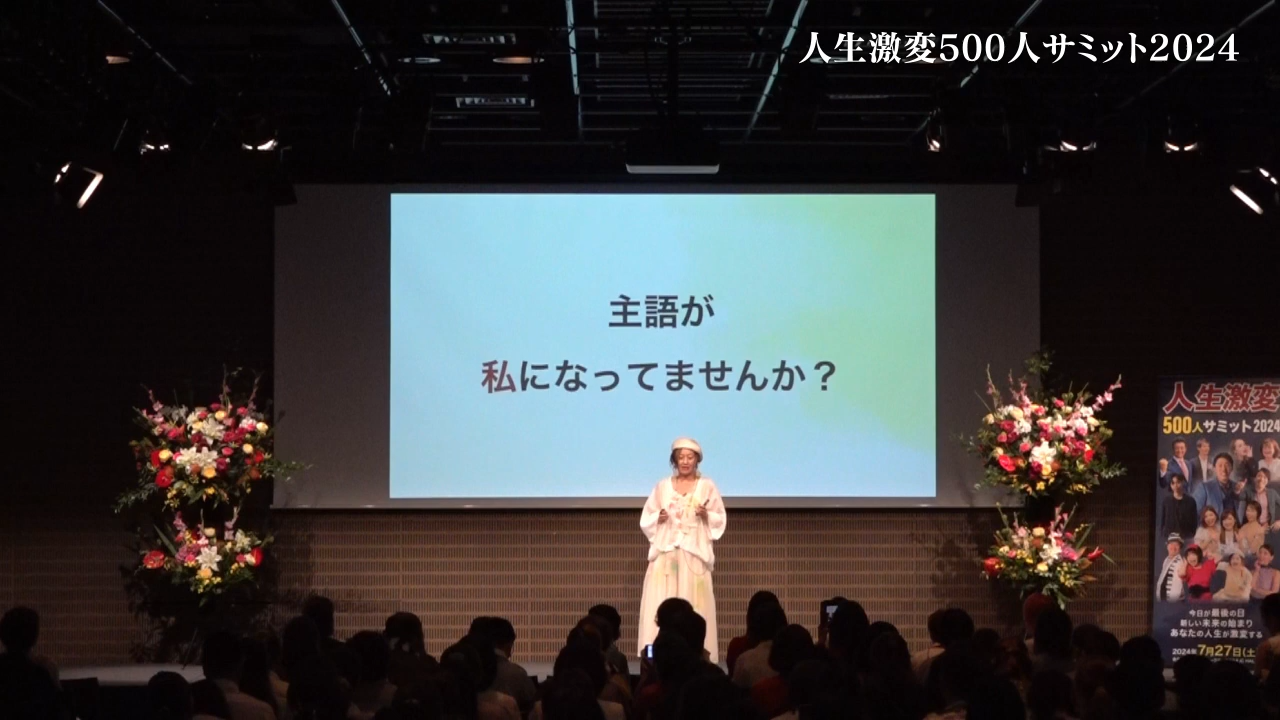 人生激変500人サミット2024
主語が
私になってませんか？
人生激変
500人サミット2024
今日が最後の日
新しい未来の始まり
あなたの人生が激変する
2024年7月27日(土